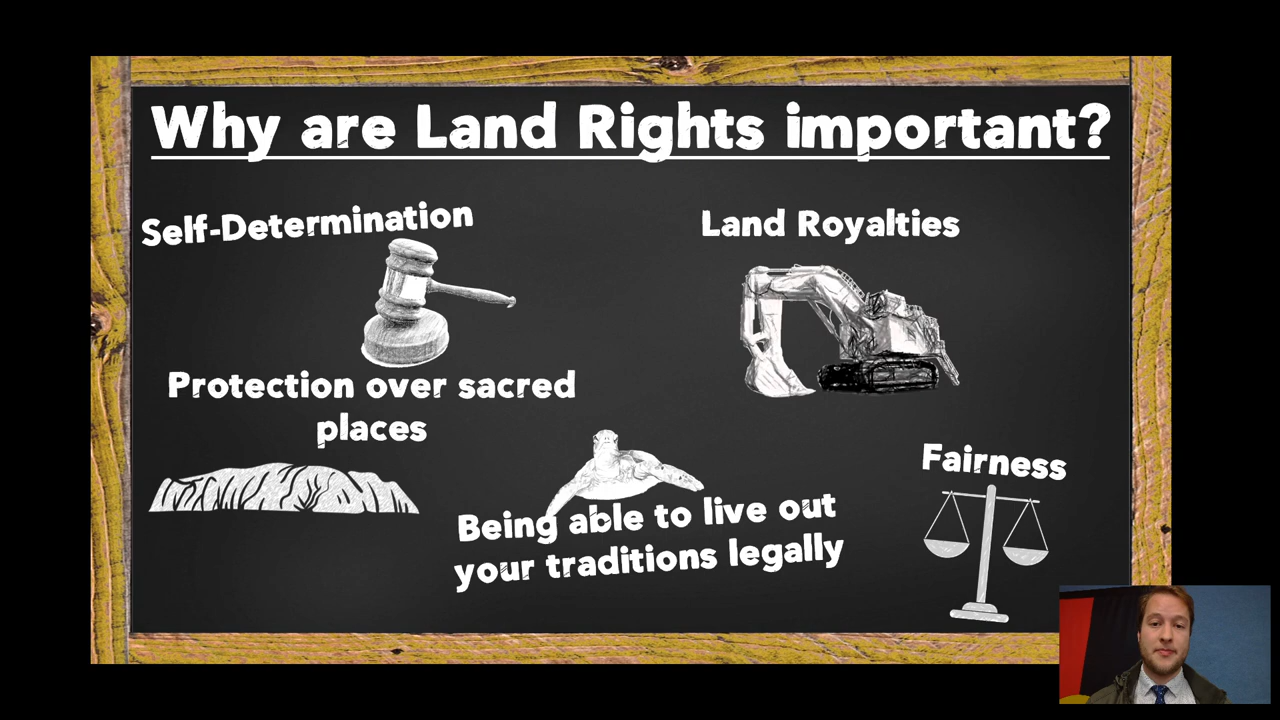 Why are Land Rights important?
Self-Determination
Land Royalties
Protection over sacred
places
Fairness
Being able to live out
your traditions legally